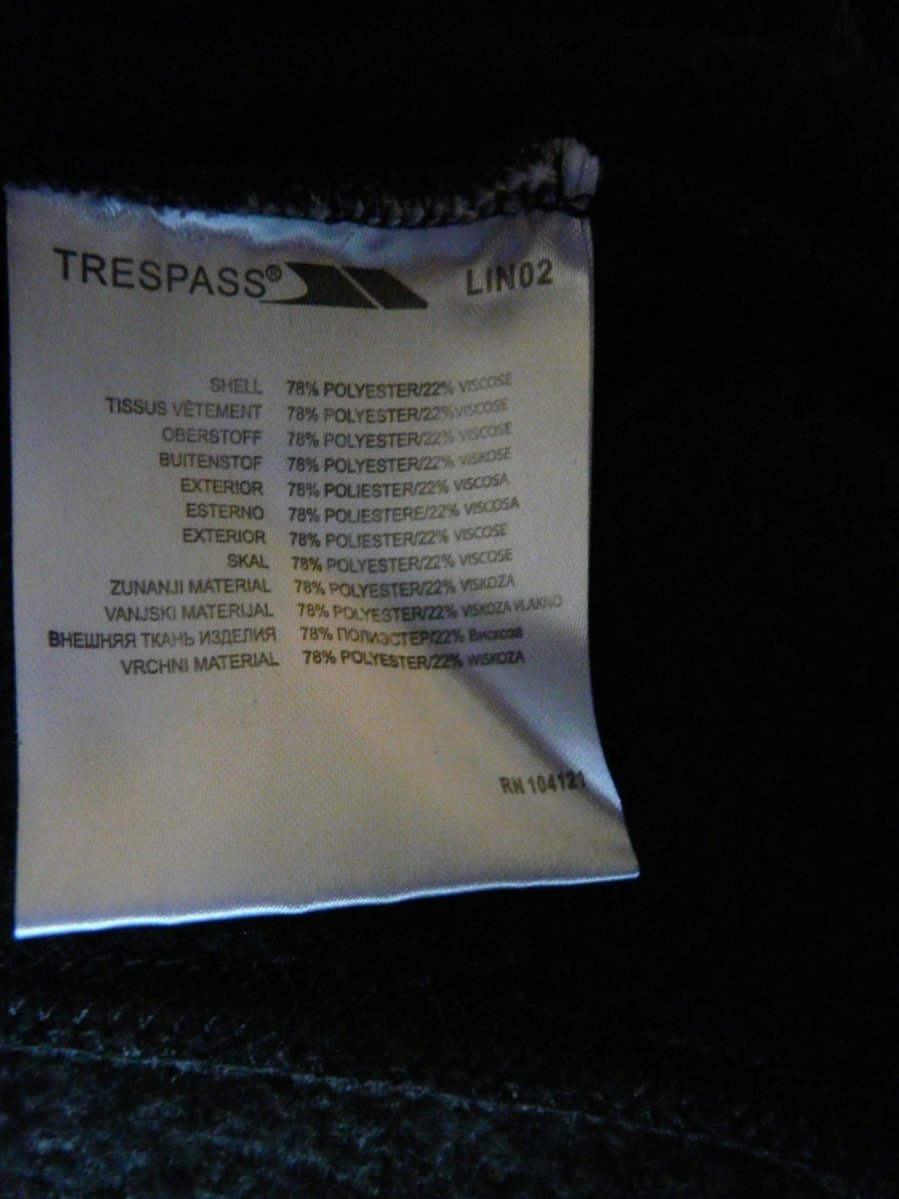 TRESPASS® LIN02
SHELL 78% POLYESTER/22% VISCOSE
TISSUS VÊTEMENT 78% POLYESTER/22% VISCOSE
OBERSTOFF 78% POLYESTER/22% VISCOSE
BUITENSTOF 78% POLYESTER/22% VISKOSE
EXTERIOR 78% POLIESTER/22% VISCOSA
ESTERNO 78% POLIESTERE/22% VISCOSA
EXTERIOR 78% POLIESTER/22% VISCOSE
SKAL 78% POLYESTER/22% VISCOSE
ZUNANJI MATERIAL 78% POLYESTER/22% VISKOZA
VANJSKI MATERIJAL 78% POLYESTER/22% VISKOZA VLAKNO
ВНЕШНЯЯ ТКАНЬ ИЗДЕЛИЯ 78% ПОЛИЭСТЕР/22% Вискоза
VRCHNI MATERIAL 78% POLYESTER/22% WISKOZA
RN 104121